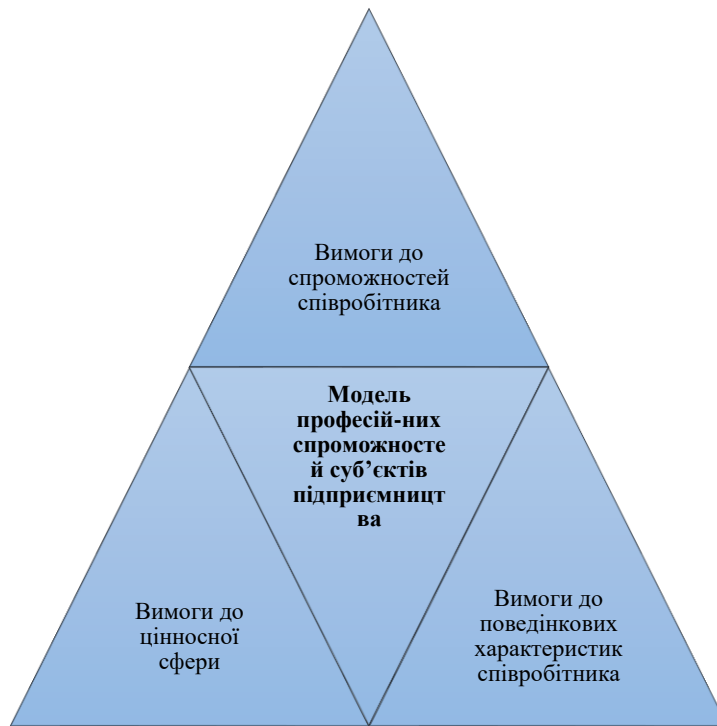 Вимоги до
спроможностей
співробітника
Модель
професій-них
спроможносте
й суб’єктів
підприємницт
ва
Вимоги до
цінносної
сфери
Вимоги до
поведінкових
характеристик
співробітника